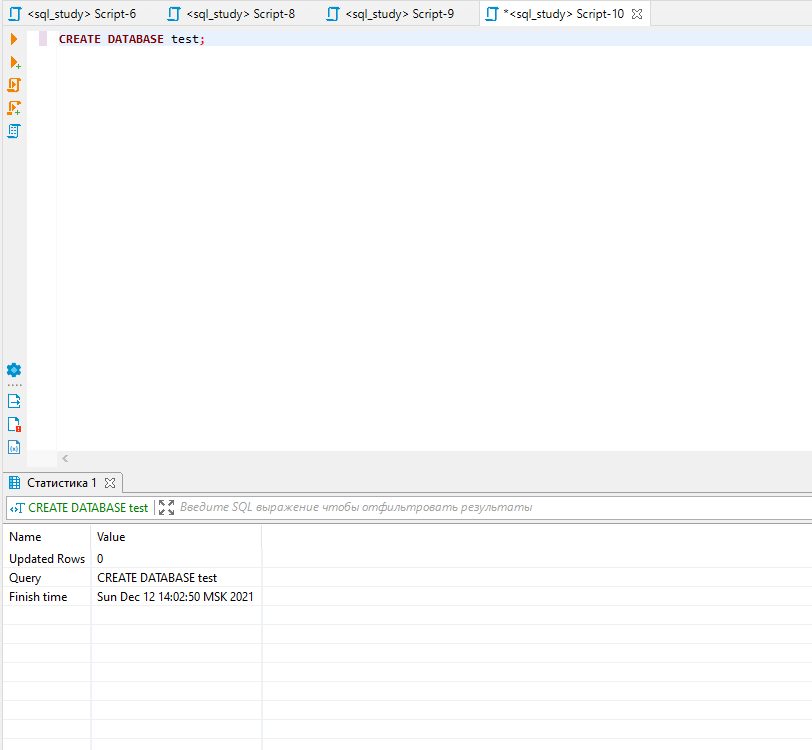 <sql_study> Script-6
<sql_study> Script-8
<sql_study> Script-9
*<sql_study> Script-10
CREATE DATABASE test;
Статистика 1
CREATE DATABASE test
Введите SQL выражение чтобы отфильтровать результаты
Name Value
Updated Rows 0
Query CREATE DATABASE test
Finish time Sun Dec 12 14:02:50 MSK 2021